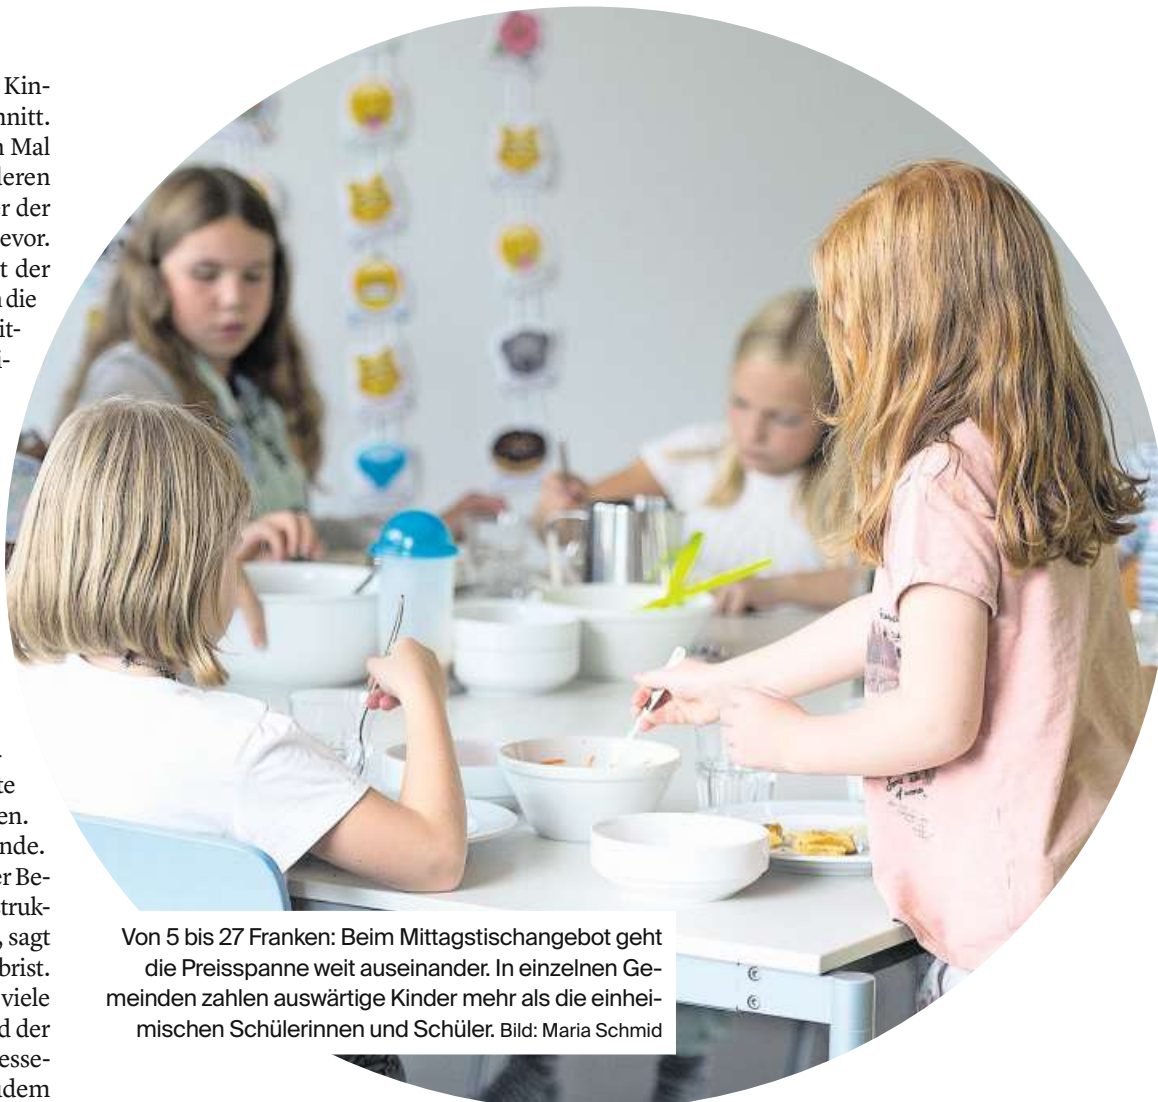 Kin-
hnitt.
n Mal
leren
r der
evor.
t der
die
it-
i-
-
te
en.
nde.
er Be-
truk-
, sagt
brist.
viele
d der
esse-
dem
Von 5 bis 27 Franken: Beim Mittagstischangebot geht
die Preisspanne weit auseinander. In einzelnen Ge-
meinden zahlen auswärtige Kinder mehr als die einhei-
mischen Schülerinnen und Schüler. Bild: Maria Schmid